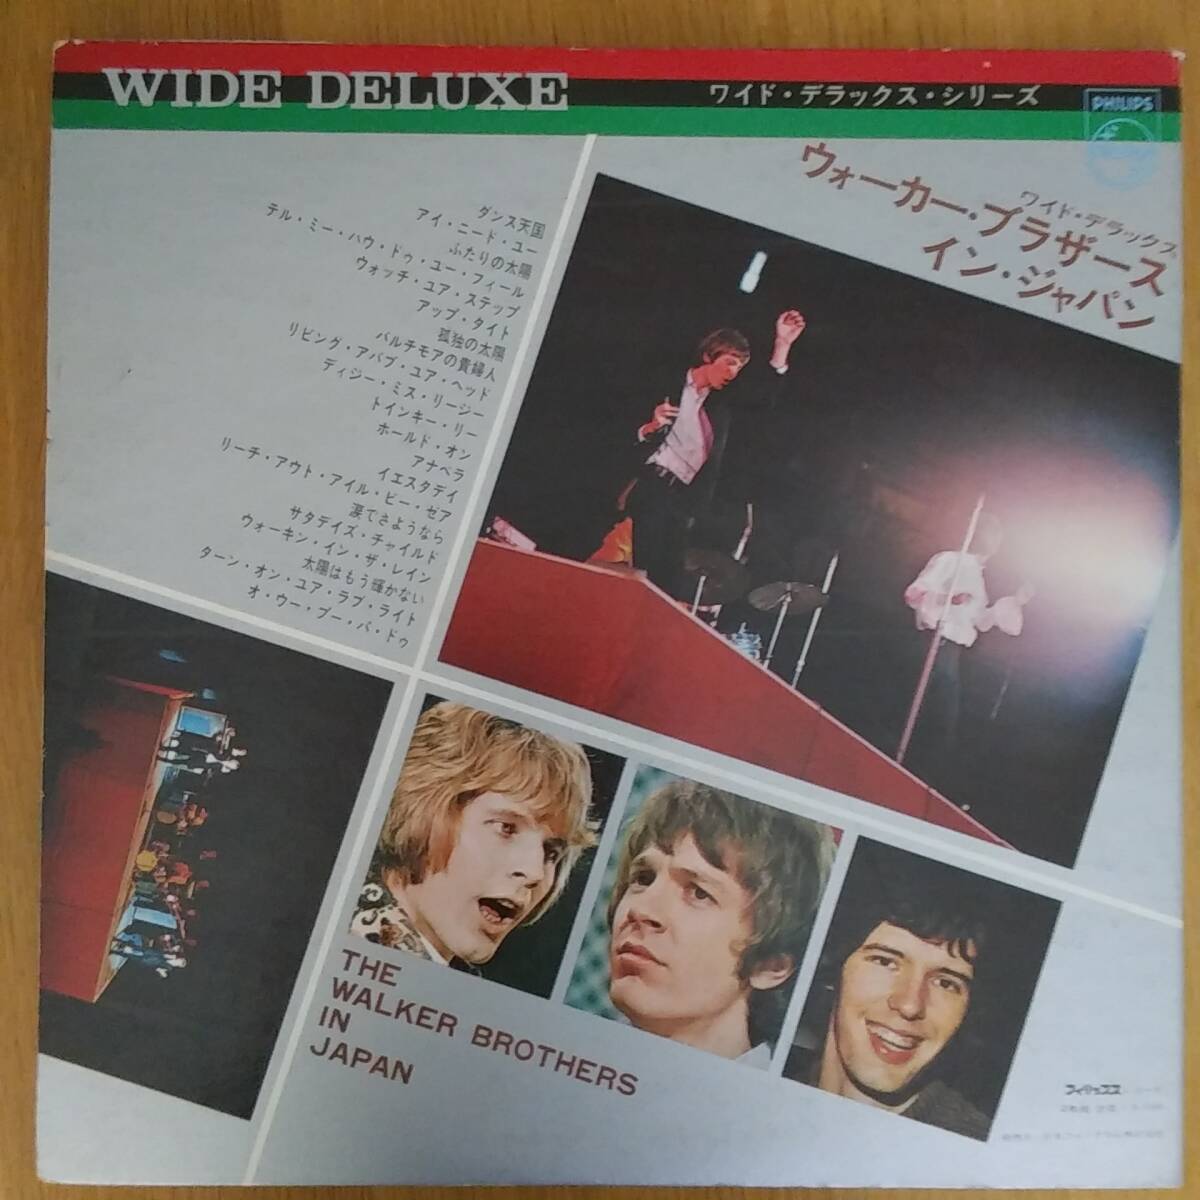 WIDE DELUXE
ワイド・デラックス・シリーズ
PHILIPS
ワイド・デラックス
ウォーカー・ブラザース
イン・ジャパン
ダンス天国
アイ・ニード・ユー
ふたりの太陽
テル・ミー・ハウ・ドゥ・ユー・フィール
ウォッチ・ユア・ステップ
アップ・タイト
孤独の太陽
バルチモアの貴婦人
リビング・アバブ・ユア・ヘッド
ディジー・ミス・リージー
トインキー・リー
ホールド・オン
アナベラ
イエスタデイ
リーチ・アウト・アイル・ビー・ゼア
涙でさようなら
サタデイズ・チャイルド
ウォーキン・イン・ザ・レイン
太陽はもう輝かない
ターン・オン・ユア・ラブ・ライト
オ・ウー・プー・パ・ドゥ
THE
WALKER BROTHERS
IN
JAPAN
フィリップス